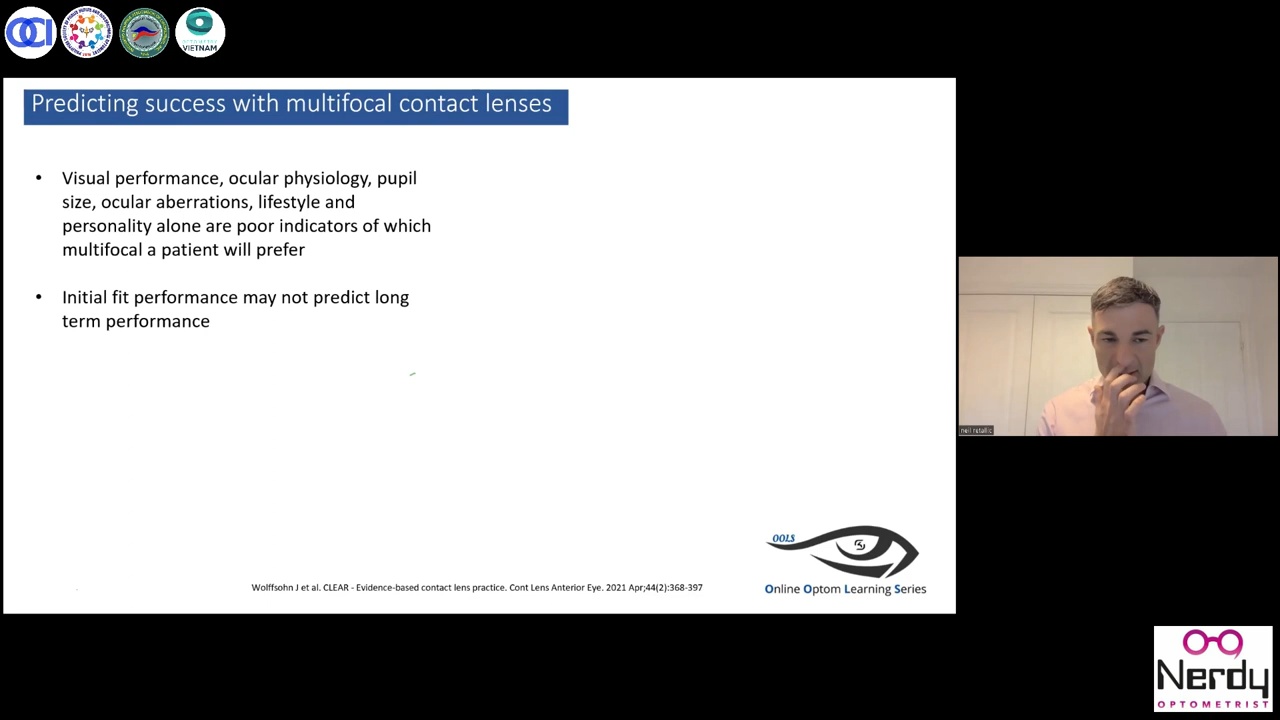 OCI
VIETNAM
Predicting success with multifocal contact lenses
• Visual performance, ocular physiology, pupil
size, ocular aberrations, lifestyle and
personality alone are poor indicators of which
multifocal a patient will prefer
• Initial fit performance may not predict long
term performance
neil retallic
OOLS
Wolffsohn J et al. CLEAR - Evidence-based contact lens practice. Cont Lens Anterior Eye. 2021 Apr;44(2):368-397
Online Optom Learning Series
Nerdy
OPTOMETRIST